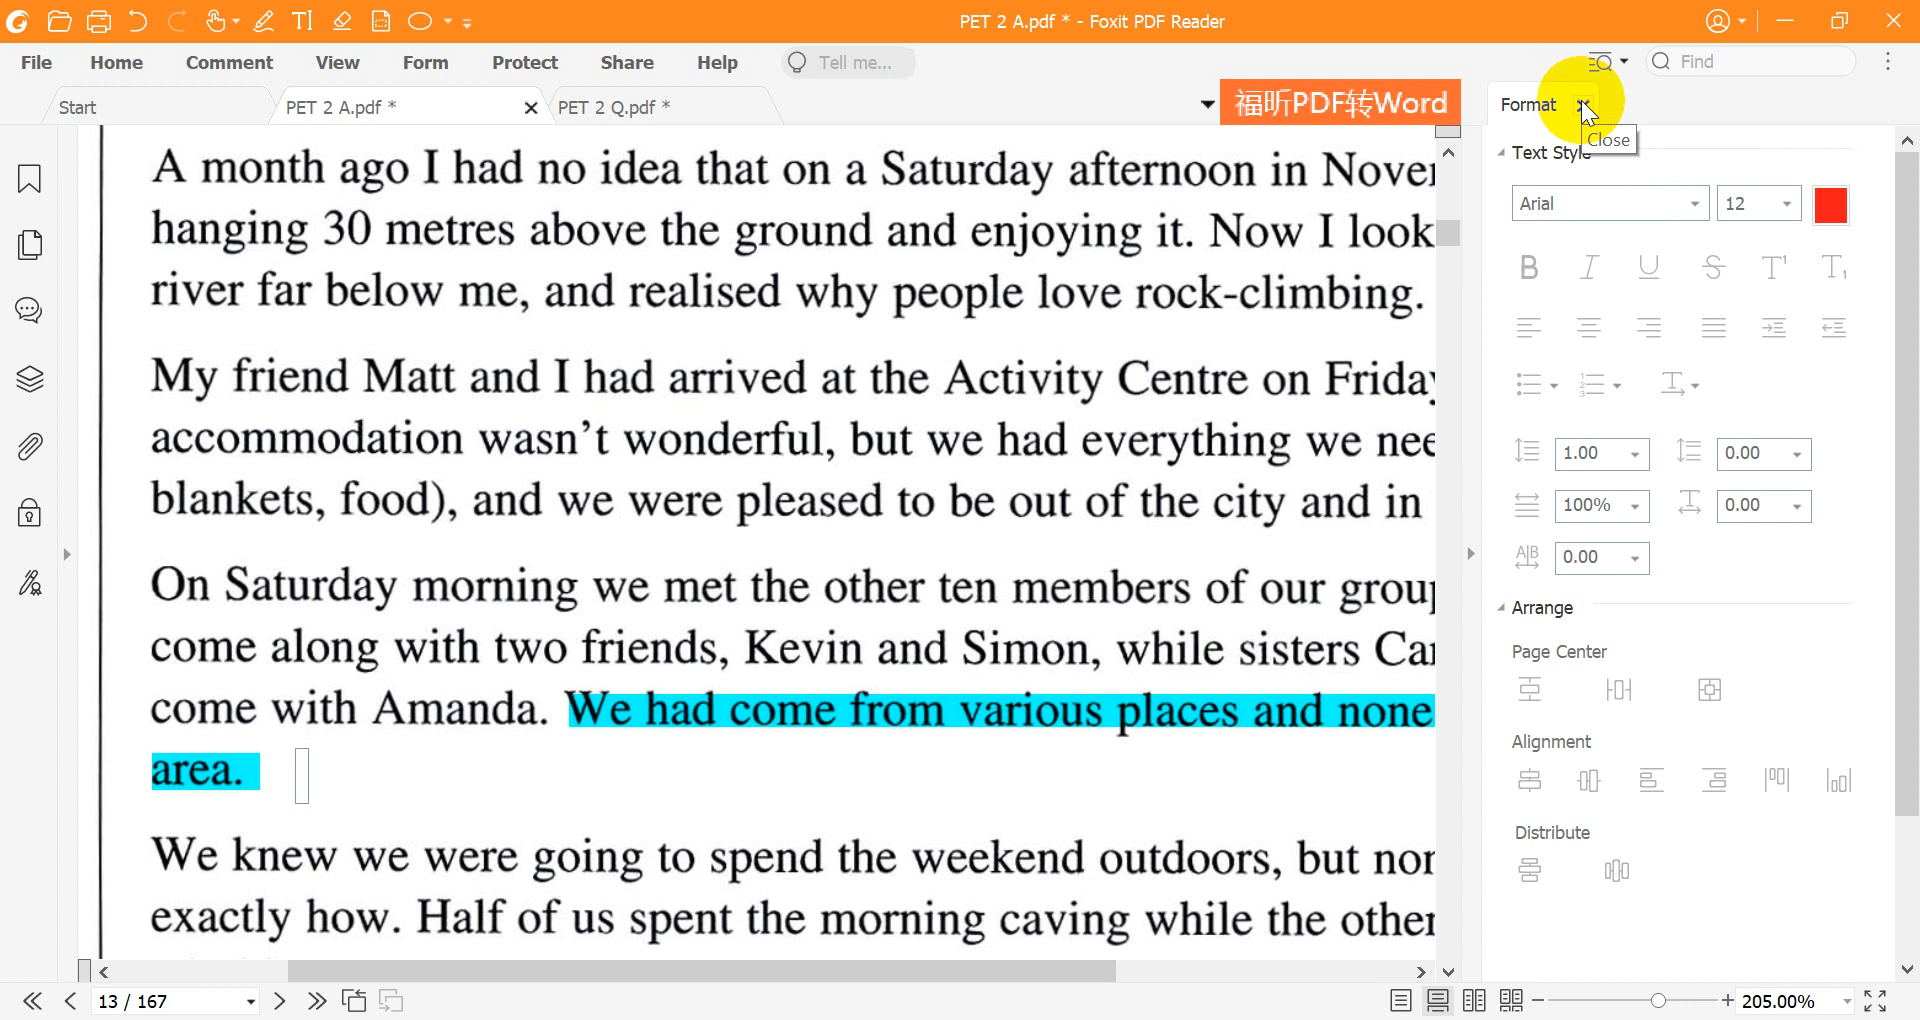 PET 2 A.pdf * - Foxit PDF Reader
File Home Comment View Form Protect Share Help Tell me... Find
Start PET 2 A.pdf * PET 2 Q.pdf * 福昕PDF转Word Format
Close
Text Style
Arial 12
1.00 0.00
100% 0.00
0.00
Arrange
Page Center
Alignment
Distribute
A month ago I had no idea that on a Saturday afternoon in Nove
hanging 30 metres above the ground and enjoying it. Now I look
river far below me, and realised why people love rock-climbing.
My friend Matt and I had arrived at the Activity Centre on Friday
accommodation wasn't wonderful, but we had everything we nee
blankets, food), and we were pleased to be out of the city and in
On Saturday morning we met the other ten members of our group
come along with two friends, Kevin and Simon, while sisters Ca
come with Amanda. We had come from various places and none
area.
We knew we were going to spend the weekend outdoors, but nor
exactly how. Half of us spent the morning caving while the other
13 / 167 205.00%